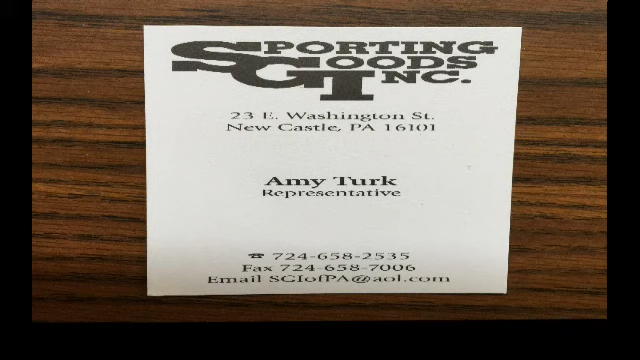 SPORTING
GOODS
INC.
23 E. Washington St.
New Castle, PA 16101
Amy Turk
Representative
☎ 724-658-2535
Fax 724-658-7006
Email SGIofPA@aol.com